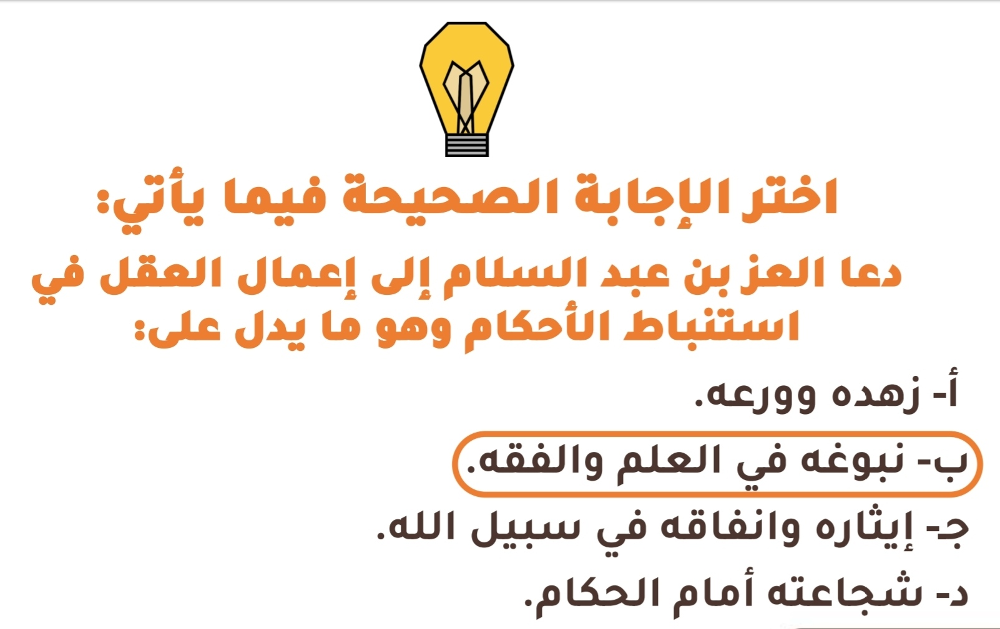 اختر الإجابة الصحيحة فيما يأتي:
دعا العز بن عبد السلام إلى إعمال العقل في
استنباط الأحكام وهو ما يدل على:
أ- زهده وورعه.
ب- نبوغه في العلم والفقه.
جـ- إيثاره وانفاقه في سبيل الله.
د- شجاعته أمام الحكام.